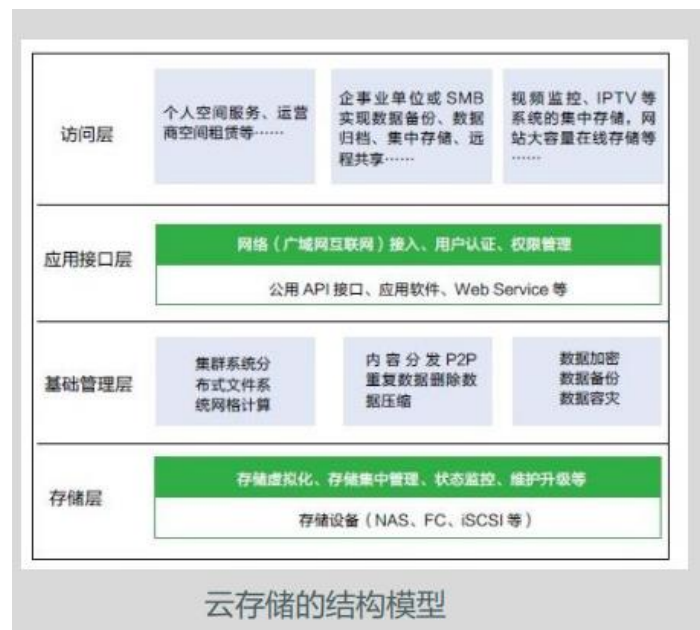 访问层
个人空间服务、运营
商空间租赁等……
企事业单位或 SMB
实现数据备份、数据
归档、集中存储、远
程共享……
视频监控、IPTV 等
系统的集中存储，网
站大容量在线存储等
……
应用接口层
网络（广域网互联网）接入、用户认证、权限管理
公用 API 接口、应用软件、Web Service 等
基础管理层
集群系统分
布式文件系
统网格计算
内容分发 P2P
重复数据删除数
据压缩
数据加密
数据备份
数据容灾
存储层
存储虚拟化、存储集中管理、状态监控、维护升级等
存储设备（NAS、FC、iSCSI 等）
云存储的结构模型